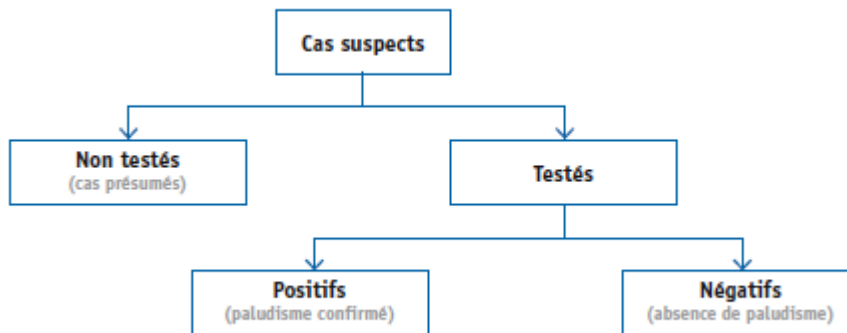 Cas suspects
Non testés
(cas présumés)
Testés
Positifs
(paludisme confirmé)
Négatifs
(absence de paludisme)